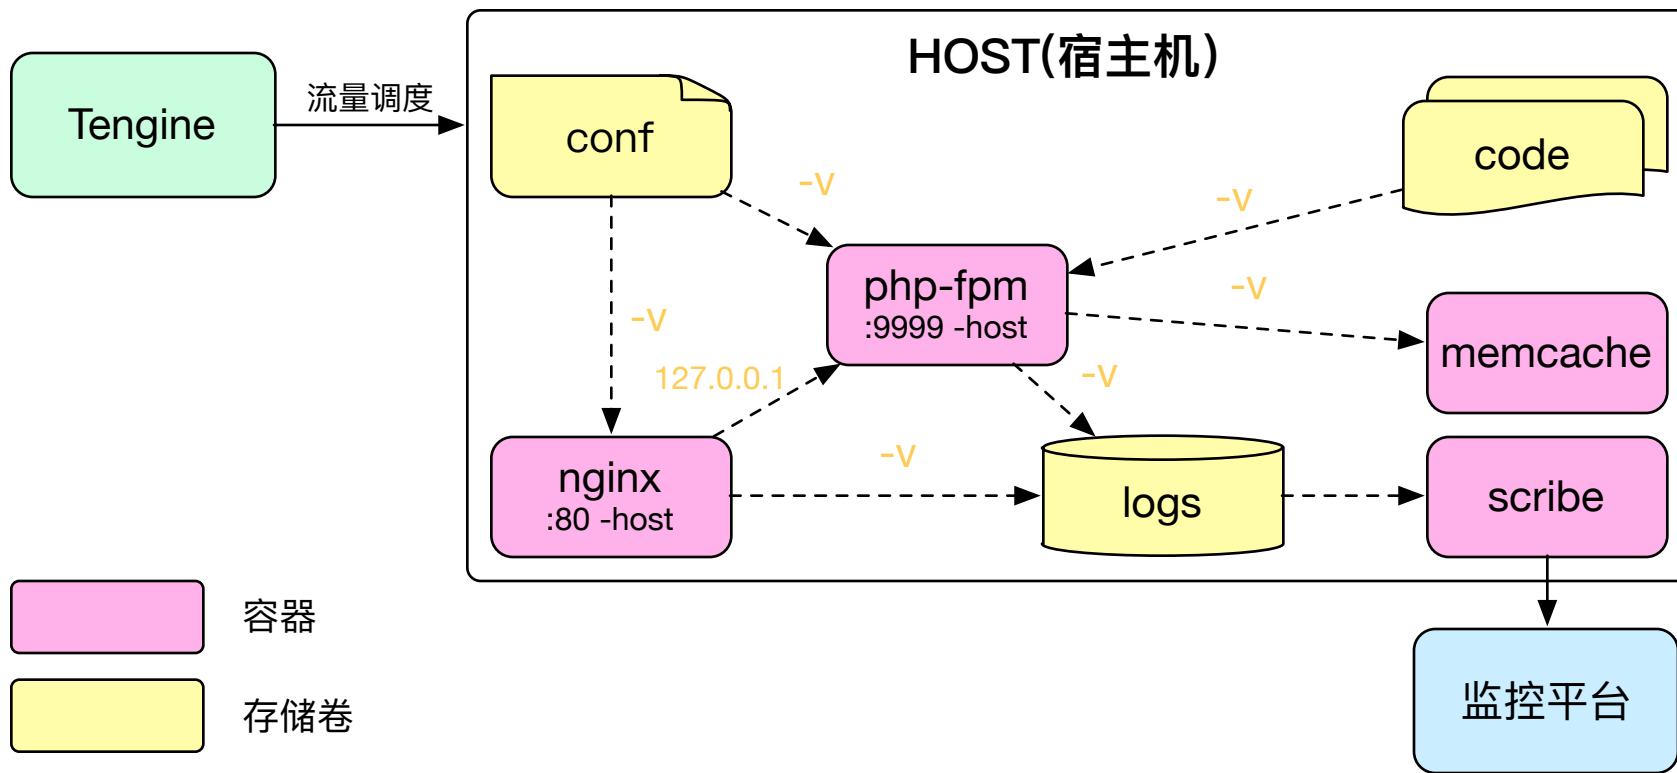 HOST(宿主机)
Tengine
流量调度
conf
code
-v
-v
php-fpm
:9999 -host
-v
-v
memcache
127.0.0.1
-v
nginx
:80 -host
-v
logs
scribe
容器
存储卷
监控平台